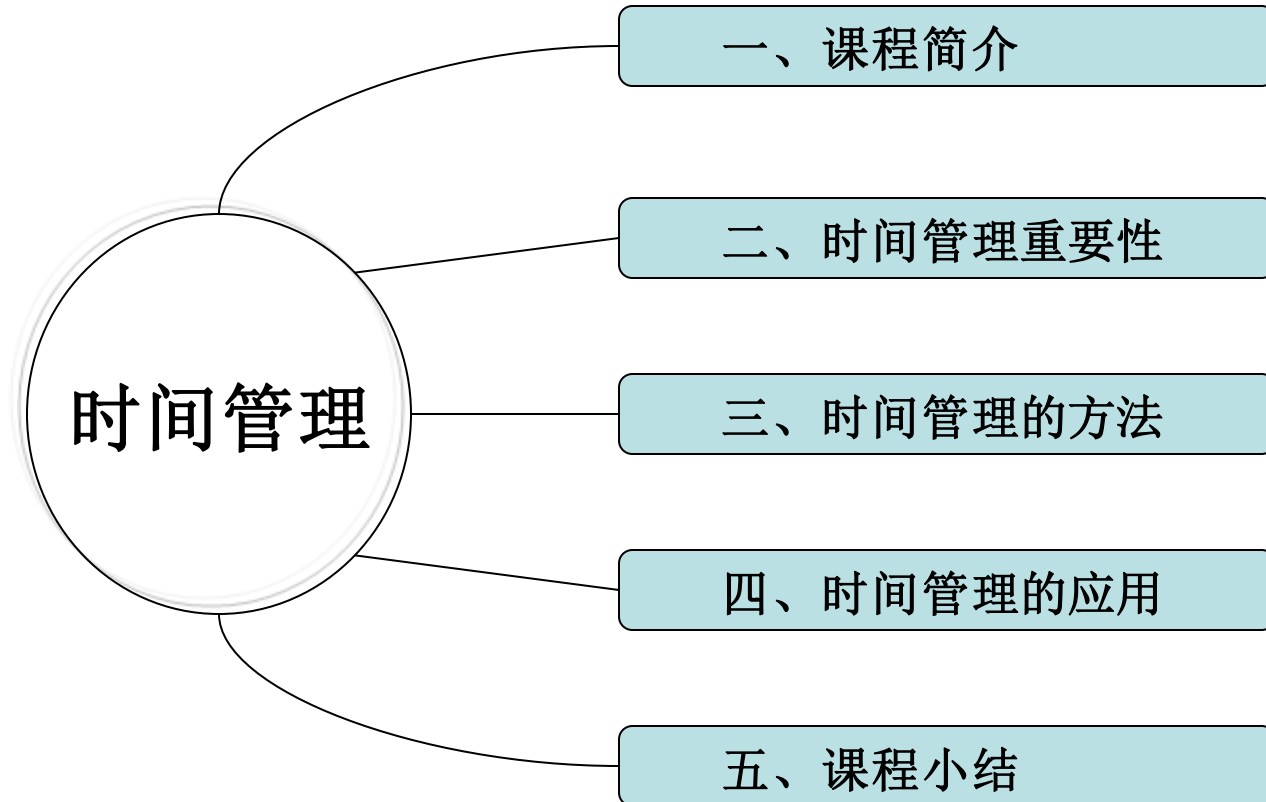 一、课程简介
二、时间管理重要性
时间管理
三、时间管理的方法
四、时间管理的应用
五、课程小结